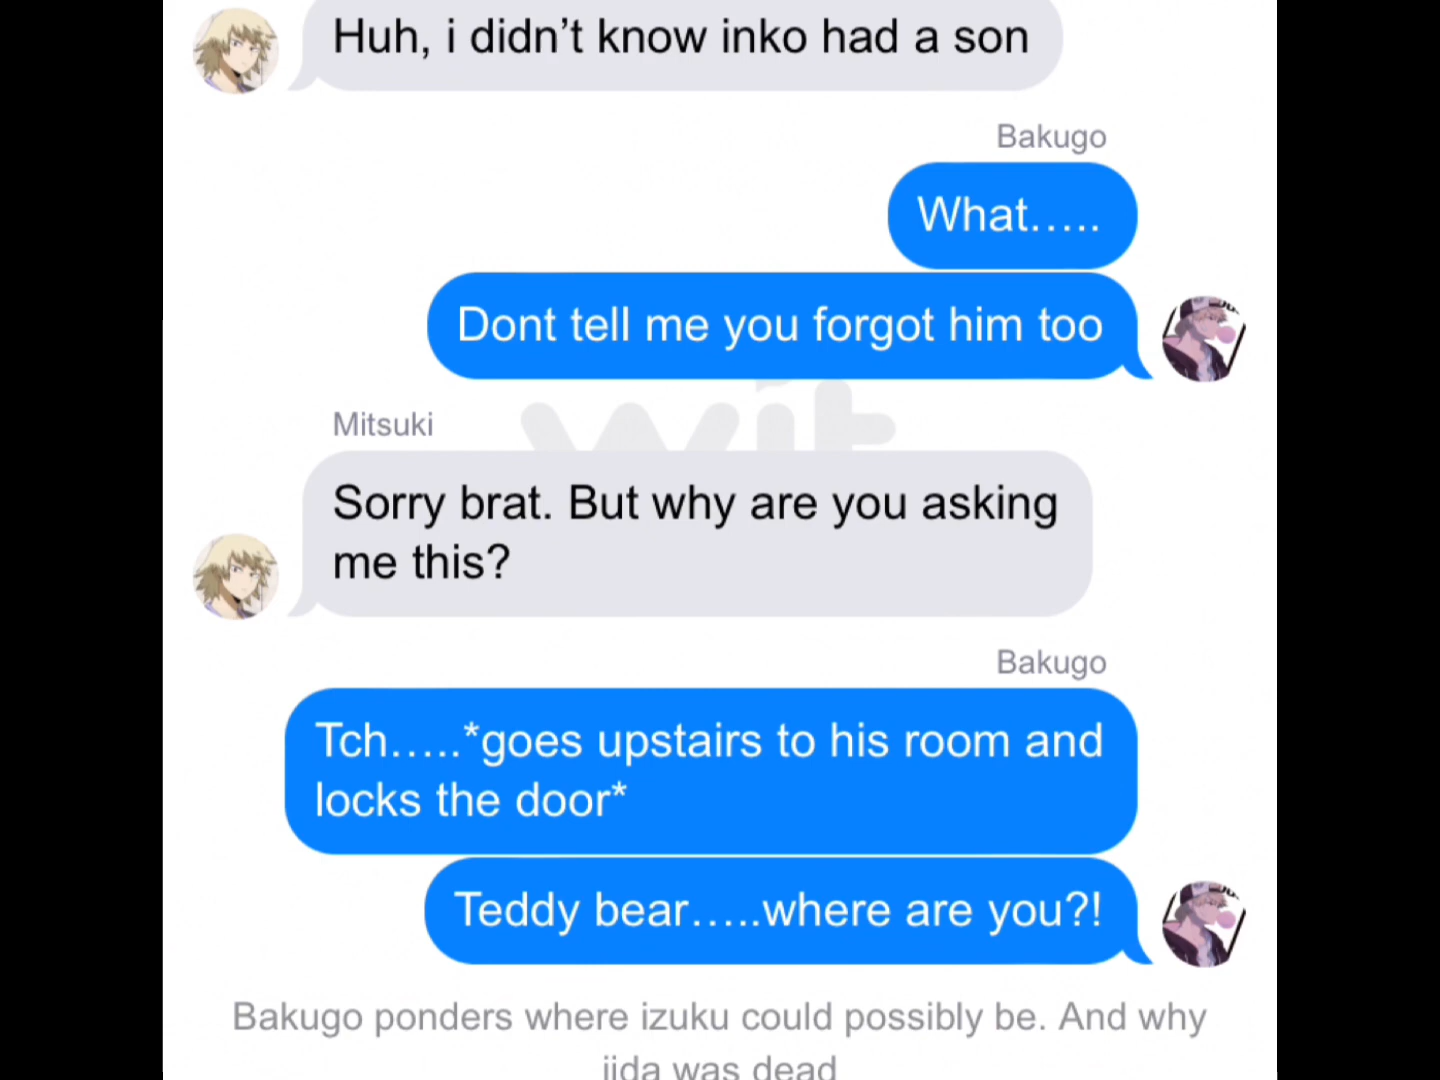 Huh, i didn’t know inko had a son
Bakugo
What.....
Dont tell me you forgot him too
wit
Mitsuki
Sorry brat. But why are you asking
me this?
Bakugo
Tch.....*goes upstairs to his room and
locks the door*
Teddy bear.....where are you?!
Bakugo ponders where izuku could possibly be. And why
iida was dead